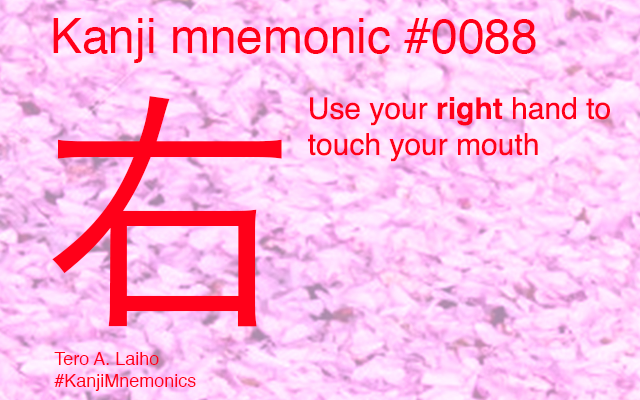 Kanji mnemonic #0088
右
Use your right hand to
touch your mouth
Tero A. Laiho
#KanjiMnemonics